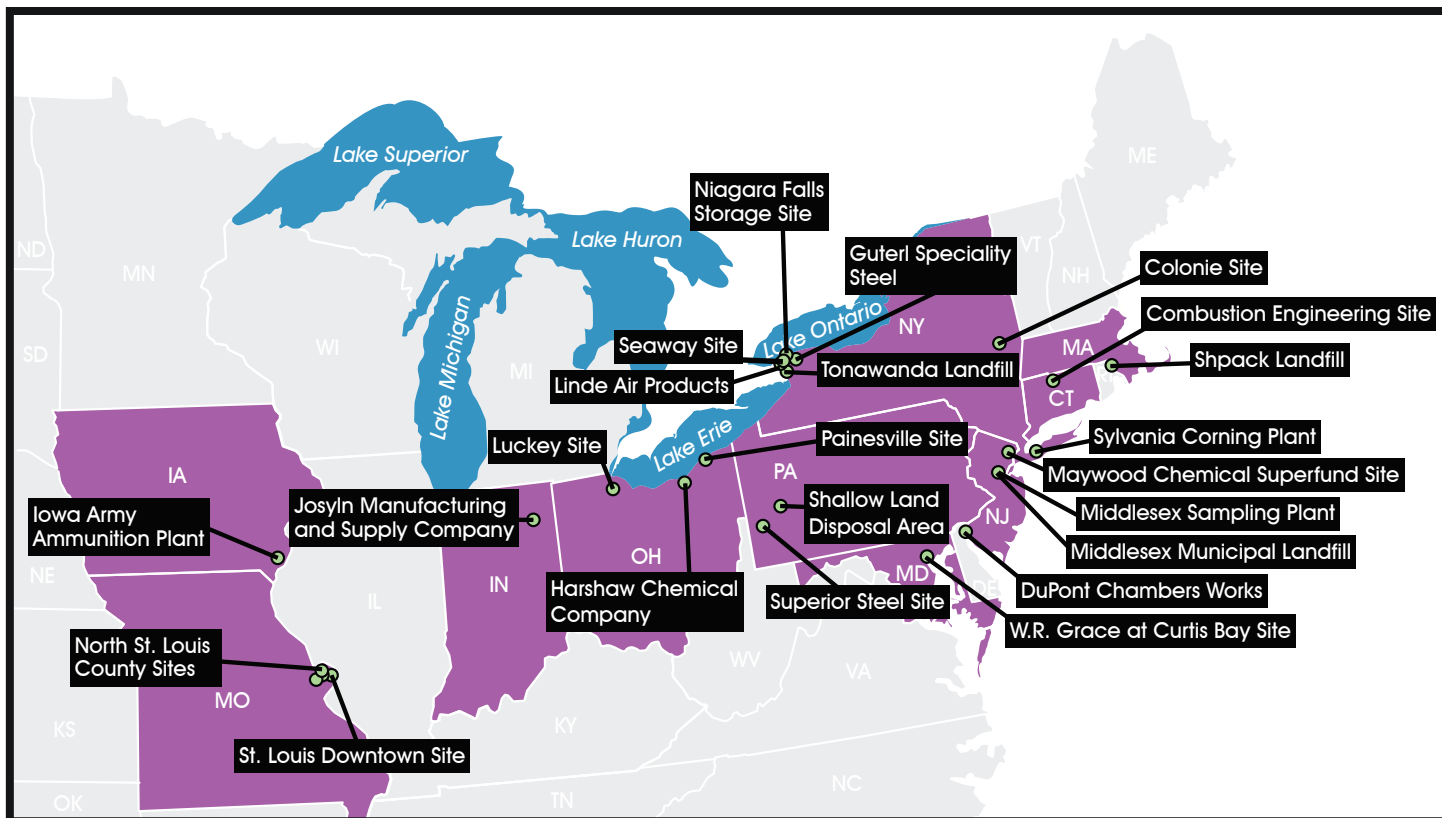 Lake Superior
ME
Niagara Falls
Storage Site
Lake Huron
ND
VT
Guterl Speciality
Steel
Colonie Site
MN
NH
Lake Michigan
Lake Ontario
NY
Combustion Engineering Site
SD
WI
Seaway Site
MA
Shpack Landfill
MI
Linde Air Products
Tonawanda Landfill
RI
CT
Luckey Site
Lake Erie
Painesville Site
Sylvania Corning Plant
IA
PA
Maywood Chemical Superfund Site
Iowa Army
Ammunition Plant
Josyln Manufacturing
and Supply Company
Shallow Land
Disposal Area
NJ
Middlesex Sampling Plant
OH
Middlesex Municipal Landfill
NE
IN
MD
DE
DuPont Chambers Works
IL
Harshaw Chemical
Company
Superior Steel Site
W.R. Grace at Curtis Bay Site
North St. Louis
County Sites
WV
VA
MO
KS
KY
St. Louis Downtown Site
NC
OK
TN